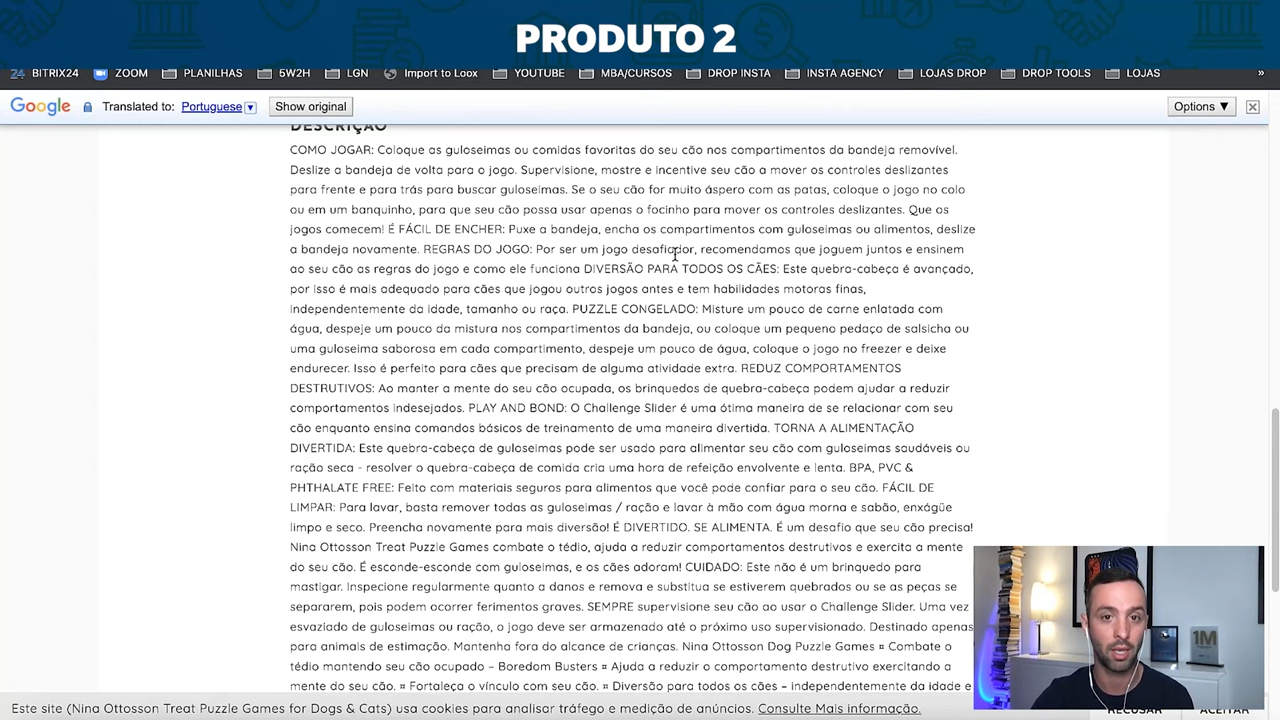 PRODUTO 2
24 BITRIX24 ZOOM PLANILHAS 5W2H LGN Import to Loox YOUTUBE MBA/CURSOS DROP INSTA INSTA AGENCY LOJAS DROP DROP TOOLS LOJAS »
Google Translated to: Portuguese ▼ Show original Options ▼
DESCRIÇÃO
COMO JOGAR: Coloque as guloseimas ou comidas favoritas do seu cão nos compartimentos da bandeja removível.
Deslize a bandeja de volta para o jogo. Supervisione, mostre e incentive seu cão a mover os controles deslizantes
para frente e para trás para buscar guloseimas. Se o seu cão for muito áspero com as patas, coloque o jogo no colo
ou em um banquinho, para que seu cão possa usar apenas o focinho para mover os controles deslizantes. Que os
jogos comecem! É FÁCIL DE ENCHER: Puxe a bandeja, encha os compartimentos com guloseimas ou alimentos, deslize
a bandeja novamente. REGRAS DO JOGO: Por ser um jogo desafiador, recomendamos que joguem juntos e ensinem
ao seu cão as regras do jogo e como ele funciona DIVERSÃO PARA TODOS OS CÃES: Este quebra-cabeça é avançado,
por isso é mais adequado para cães que jogou outros jogos antes e tem habilidades motoras finas,
independentemente da idade, tamanho ou raça. PUZZLE CONGELADO: Misture um pouco de carne enlatada com
água, despeje um pouco da mistura nos compartimentos da bandeja, ou coloque um pequeno pedaço de salsicha ou
uma guloseima saborosa em cada compartimento, despeje um pouco de água, coloque o jogo no freezer e deixe
endurecer. Isso é perfeito para cães que precisam de alguma atividade extra. REDUZ COMPORTAMENTOS
DESTRUTIVOS: Ao manter a mente do seu cão ocupada, os brinquedos de quebra-cabeça podem ajudar a reduzir
comportamentos indesejados. PLAY AND BOND: O Challenge Slider é uma ótima maneira de se relacionar com seu
cão enquanto ensina comandos básicos de treinamento de uma maneira divertida. TORNA A ALIMENTAÇÃO
DIVERTIDA: Este quebra-cabeça de guloseimas pode ser usado para alimentar seu cão com guloseimas saudáveis ou
ração seca - resolver o quebra-cabeça de comida cria uma hora de refeição envolvente e lenta. BPA, PVC &
PHTHALATE FREE: Feito com materiais seguros para alimentos que você pode confiar para o seu cão. FÁCIL DE
LIMPAR: Para lavar, basta remover todas as guloseimas / ração e lavar à mão com água morna e sabão, enxágüe
limpo e seco. Preencha novamente para mais diversão! É DIVERTIDO. SE ALIMENTA. É um desafio que seu cão precisa!
Nina Ottosson Treat Puzzle Games combate o tédio, ajuda a reduzir comportamentos destrutivos e exercita a mente
do seu cão. É esconde-esconde com guloseimas, e os cães adoram! CUIDADO: Este não é um brinquedo para
mastigar. Inspecione regularmente quanto a danos e remova e substitua se estiverem quebrados ou se as peças se
separarem, pois podem ocorrer ferimentos graves. SEMPRE supervisione seu cão ao usar o Challenge Slider. Uma vez
esvaziado de guloseimas ou ração, o jogo deve ser armazenado até o próximo uso supervisionado. Destinado apenas
para animais de estimação. Mantenha fora do alcance de crianças. Nina Ottosson Dog Puzzle Games ¤ Combate o
tédio mantendo seu cão ocupado – Boredom Busters ¤ Ajuda a reduzir o comportamento destrutivo exercitando a
mente do seu cão. ¤ Fortaleça o vínculo com seu cão. ¤ Diversão para todos os cães – independentemente da idade e
1M
Este site (Nina Ottosson Treat Puzzle Games for Dogs & Cats) usa cookies para analisar tráfego e medição de anúncios. Consulte Mais informação.
RECUSAR ACEITAR